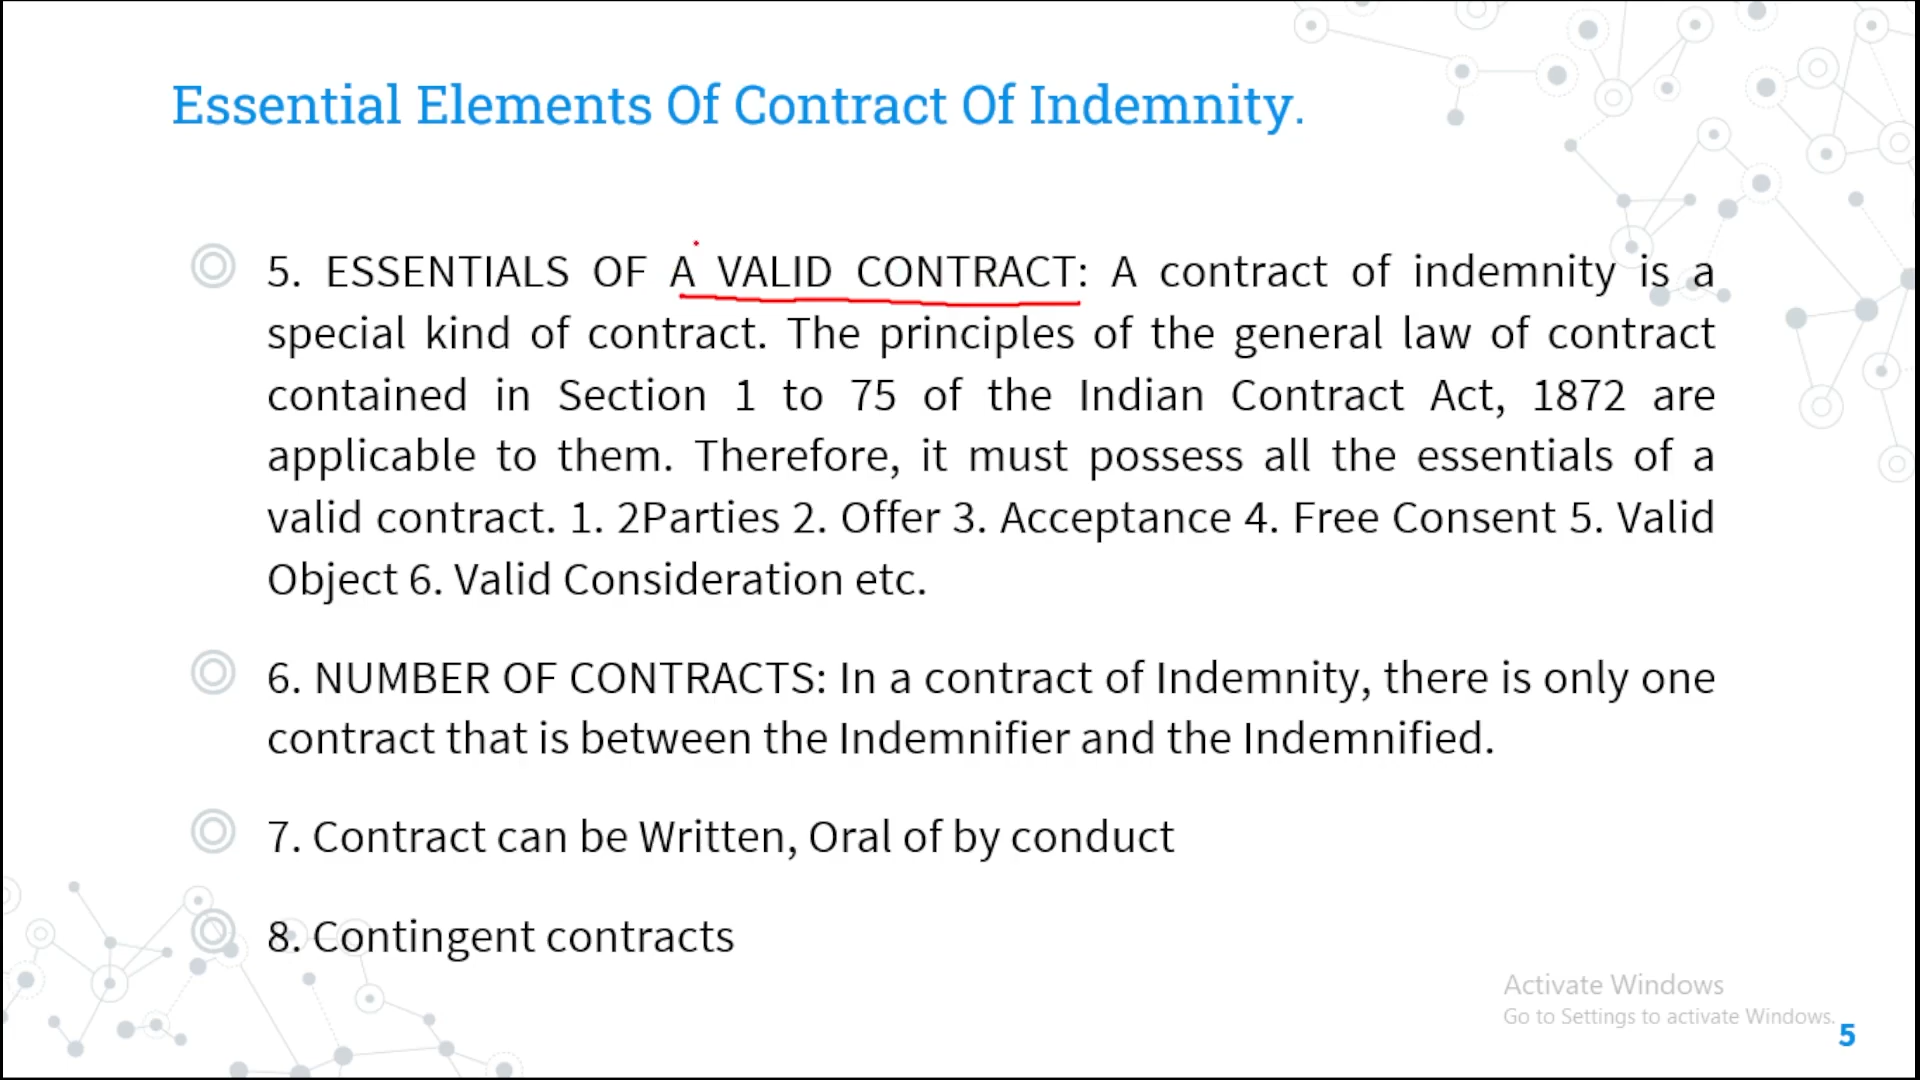 Essential Elements Of Contract Of Indemnity.
5. ESSENTIALS OF A VALID CONTRACT: A contract of indemnity is a
special kind of contract. The principles of the general law of contract
contained in Section 1 to 75 of the Indian Contract Act, 1872 are
applicable to them. Therefore, it must possess all the essentials of a
valid contract. 1. 2Parties 2. Offer 3. Acceptance 4. Free Consent 5. Valid
Object 6. Valid Consideration etc.
6. NUMBER OF CONTRACTS: In a contract of Indemnity, there is only one
contract that is between the Indemnifier and the Indemnified.
7. Contract can be Written, Oral of by conduct
8. Contingent contracts
Activate Windows
Go to Settings to activate Windows.
5